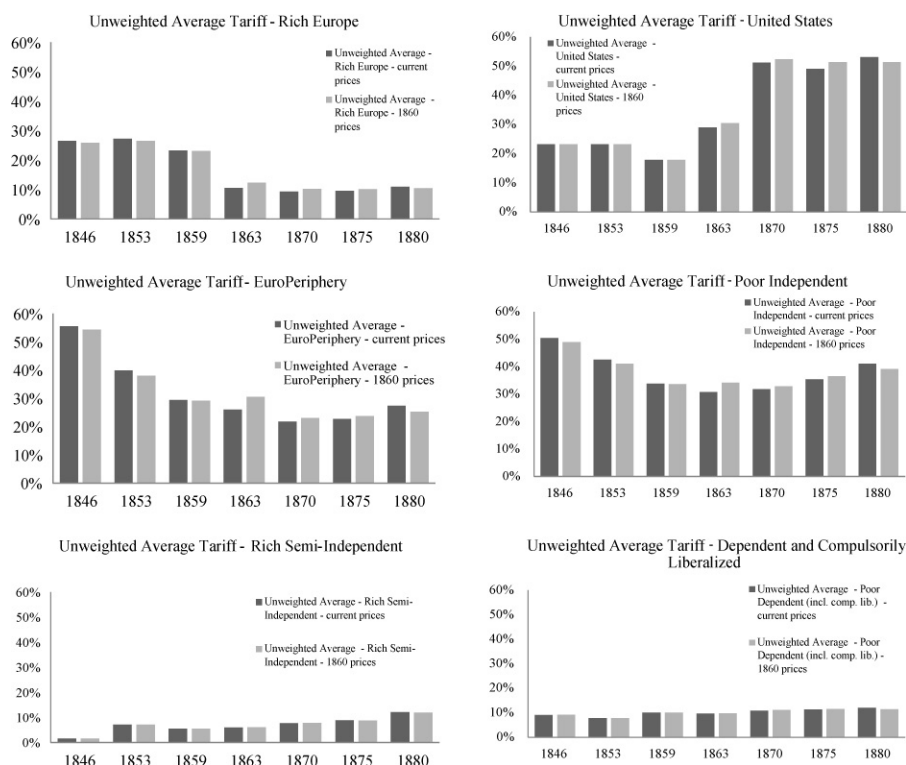 Unweighted Average Tariff - Rich Europe
60%
50%
40%
30%
20%
10%
0%
Unweighted Average -
Rich Europe - current
prices
Unweighted Average -
Rich Europe - 1860
prices
1846 1853 1859 1863 1870 1875 1880
Unweighted Average Tariff - United States
60%
50%
40%
30%
20%
10%
0%
Unweighted Average -
United States -
current prices
Unweighted Average -
United States - 1860
prices
1846 1853 1859 1863 1870 1875 1880
Unweighted Average Tariff- EuroPeriphery
60%
50%
40%
30%
20%
10%
0%
Unweighted Average -
EuroPeriphery - current
prices
Unweighted Average -
EuroPeriphery - 1860 prices
1846 1853 1859 1863 1870 1875 1880
Unweighted Average Tariff - Poor Independent
60%
50%
40%
30%
20%
10%
0%
Unweighted Average - Poor
Independent - current prices
Unweighted Average - Poor
Independent - 1860 prices
1846 1853 1859 1863 1870 1875 1880
Unweighted Average Tariff - Rich Semi-Independent
60%
50%
40%
30%
20%
10%
0%
Unweighted Average - Rich Semi-
Independent - current prices
Unweighted Average - Rich Semi-
Independent - 1860 prices
1846 1853 1859 1863 1870 1875 1880
Unweighted Average Tariff - Dependent and Compulsorily
Liberalized
60%
50%
40%
30%
20%
10%
0%
Unweighted Average - Poor
Dependent (incl. comp. lib.) -
current prices
Unweighted Average - Poor
Dependent (incl. comp. lib.) -
1860 prices
1846 1853 1859 1863 1870 1875 1880